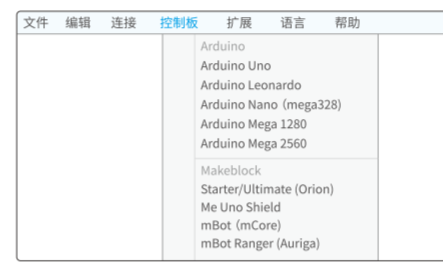 文件 编辑 连接 控制板 扩展 语言 帮助
Arduino
Arduino Uno
Arduino Leonardo
Arduino Nano（mega328)
Arduino Mega 1280
Arduino Mega 2560
Makeblock
Starter/Ultimate (Orion)
Me Uno Shield
mBot（mCore)
mBot Ranger (Auriga)